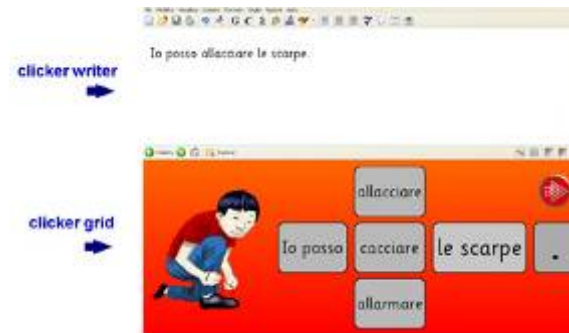 Io posso allacciare le scarpe.
clicker writer
clicker grid
allacciare
Io posso
cacciare
le scarpe
.
allarmare